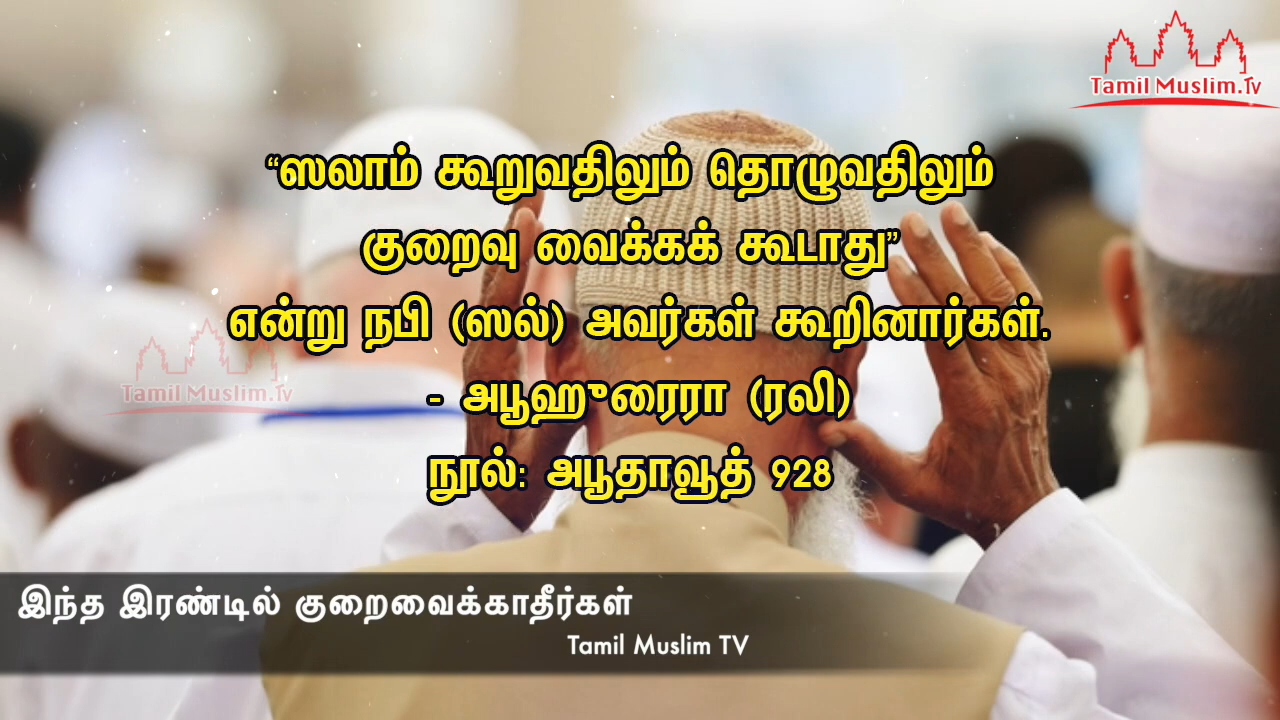 Tamil Muslim.Tv
“ஸலாம் கூறுவதிலும் தொழுவதிலும்
குறைவு வைக்கக் கூடாது”
என்று நபி (ஸல்) அவர்கள் கூறினார்கள்.
- அபூஹுரைரா (ரலி)
நூல்: அபூதாவூத் 928
Tamil Muslim.Tv
இந்த இரண்டில் குறைவைக்காதீர்கள்
Tamil Muslim TV